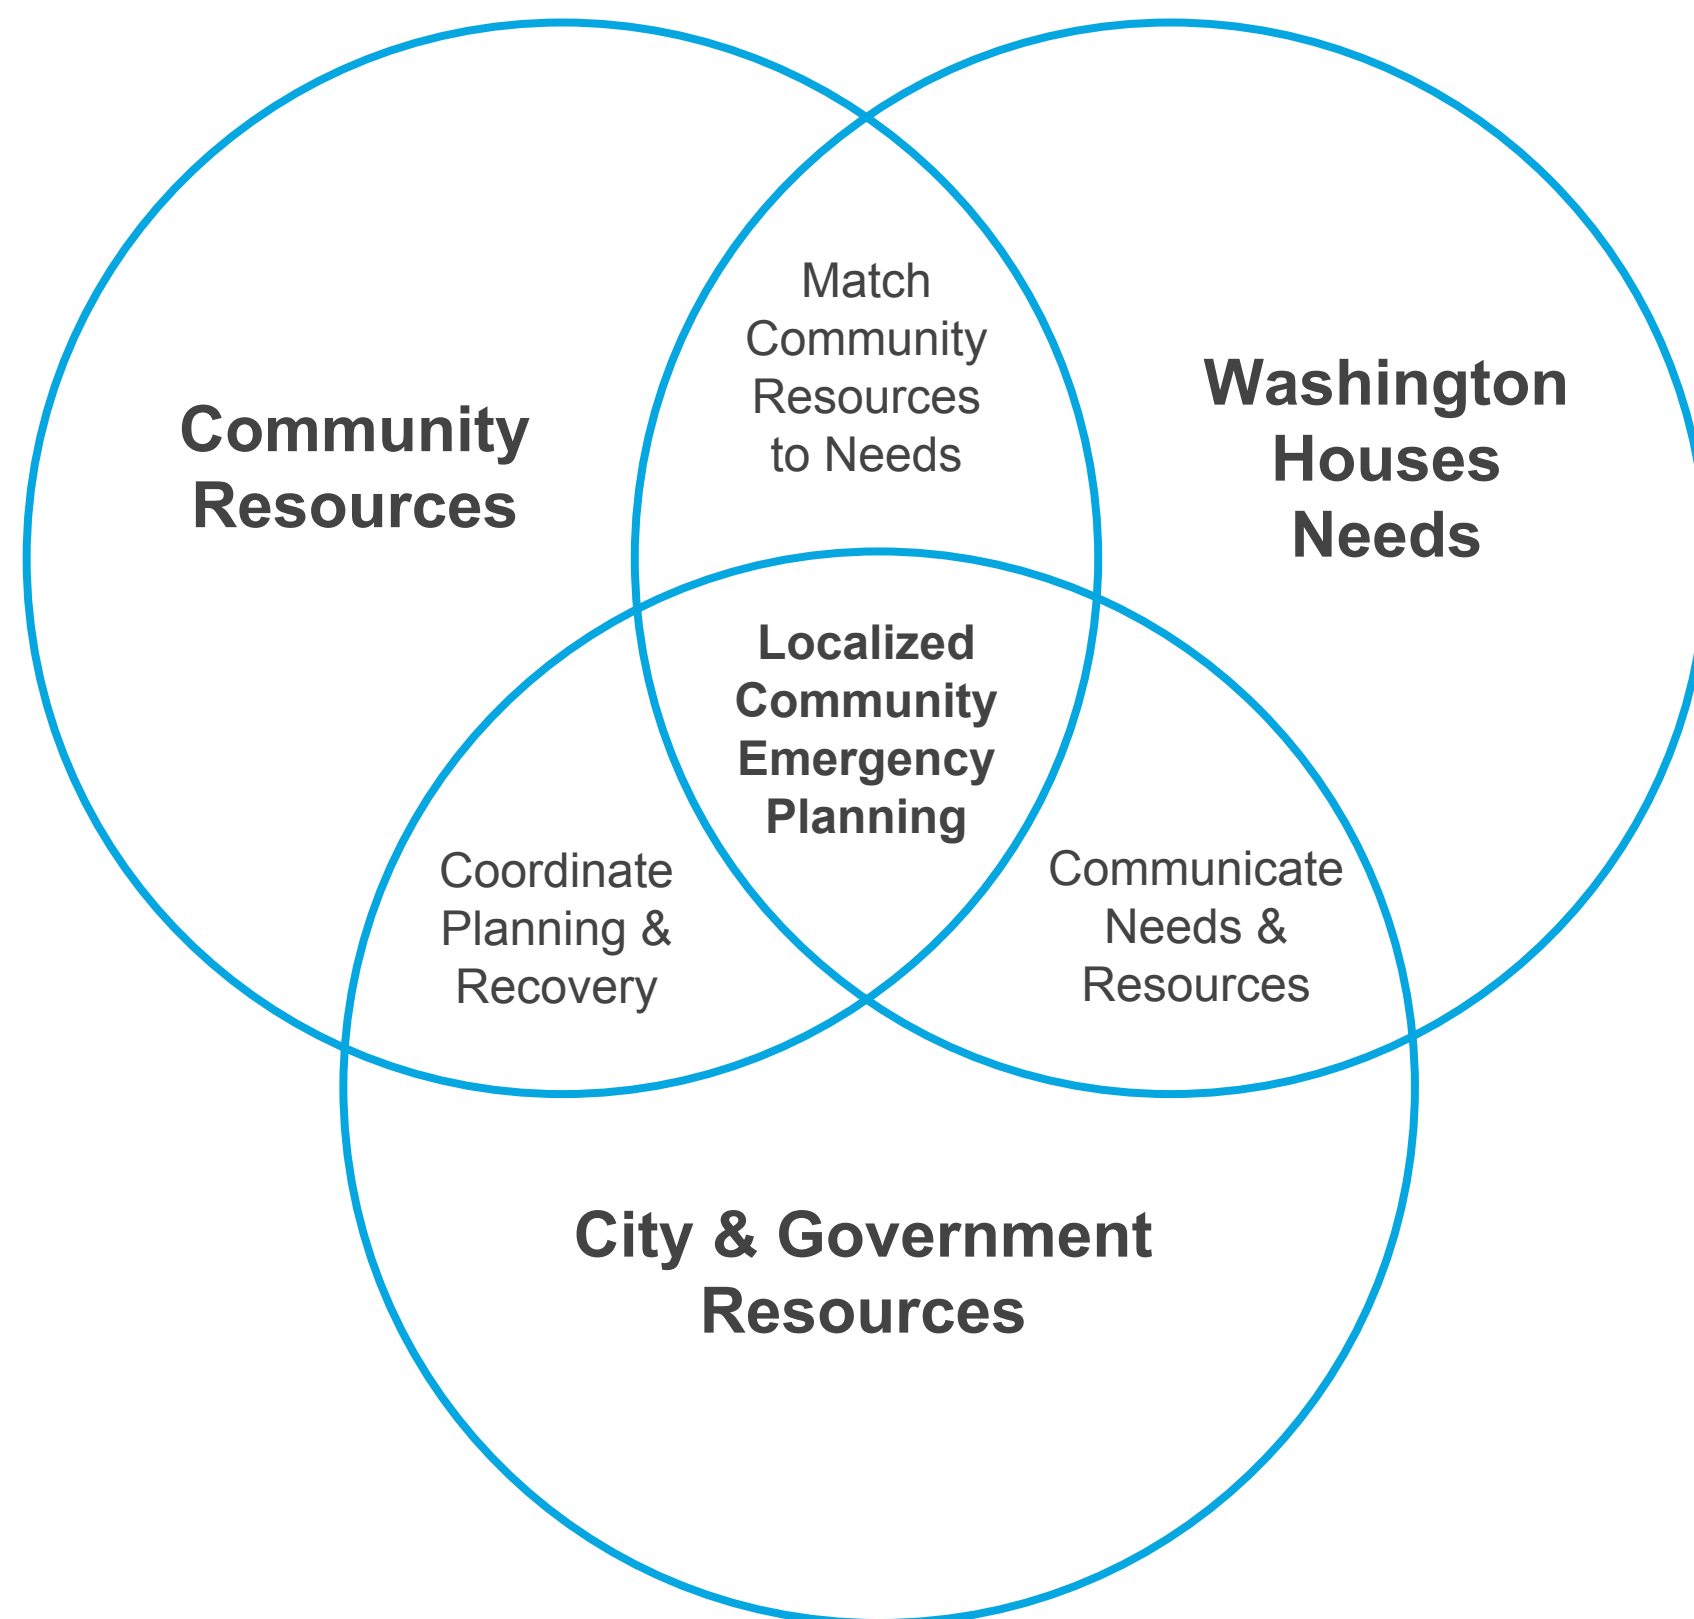 Match
Community
Resources
to Needs
Community
Resources
Washington
Houses
Needs
Localized
Community
Emergency
Planning
Coordinate
Planning &
Recovery
Communicate
Needs &
Resources
City & Government
Resources